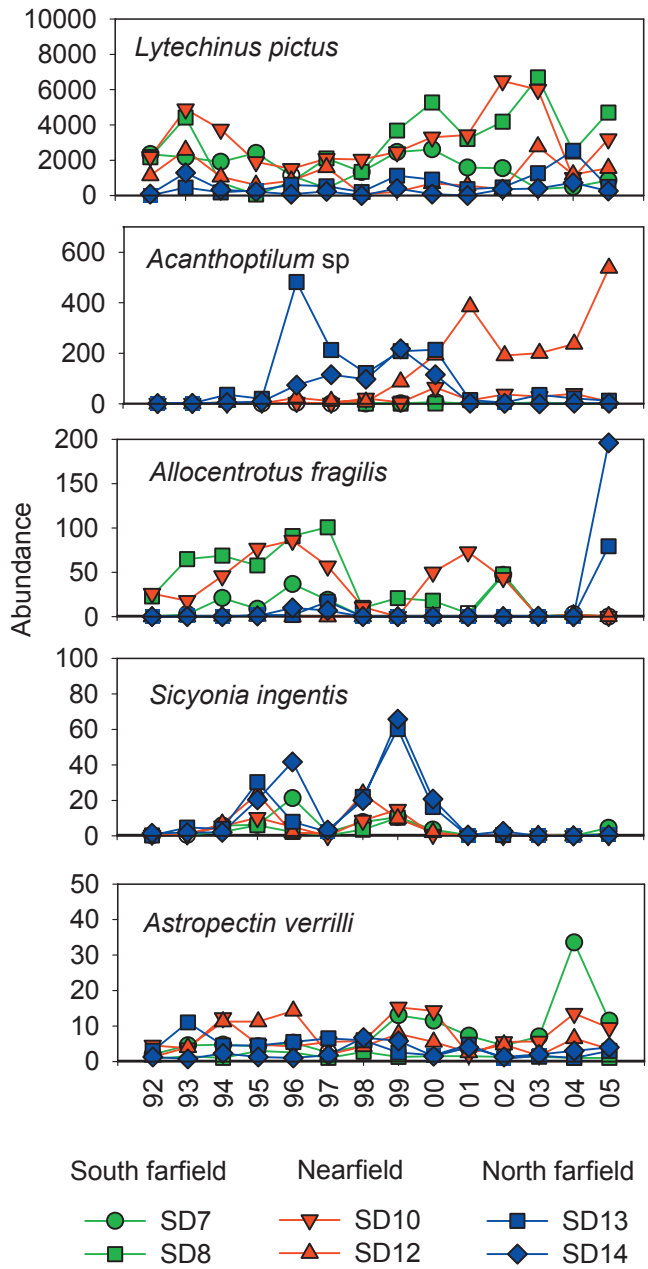 10000
8000
6000
4000
2000
0
Lytechinus pictus
600
400
200
0
Acanthoptilum sp
200
150
100
50
0
Allocentrotus fragilis
Abundance
100
80
60
40
20
0
Sicyonia ingentis
50
40
30
20
10
0
Astropectin verrilli
92 93 94 95 96 97 98 99 00 01 02 03 04 05
South farfield Nearfield North farfield
SD7 SD10 SD13
SD8 SD12 SD14